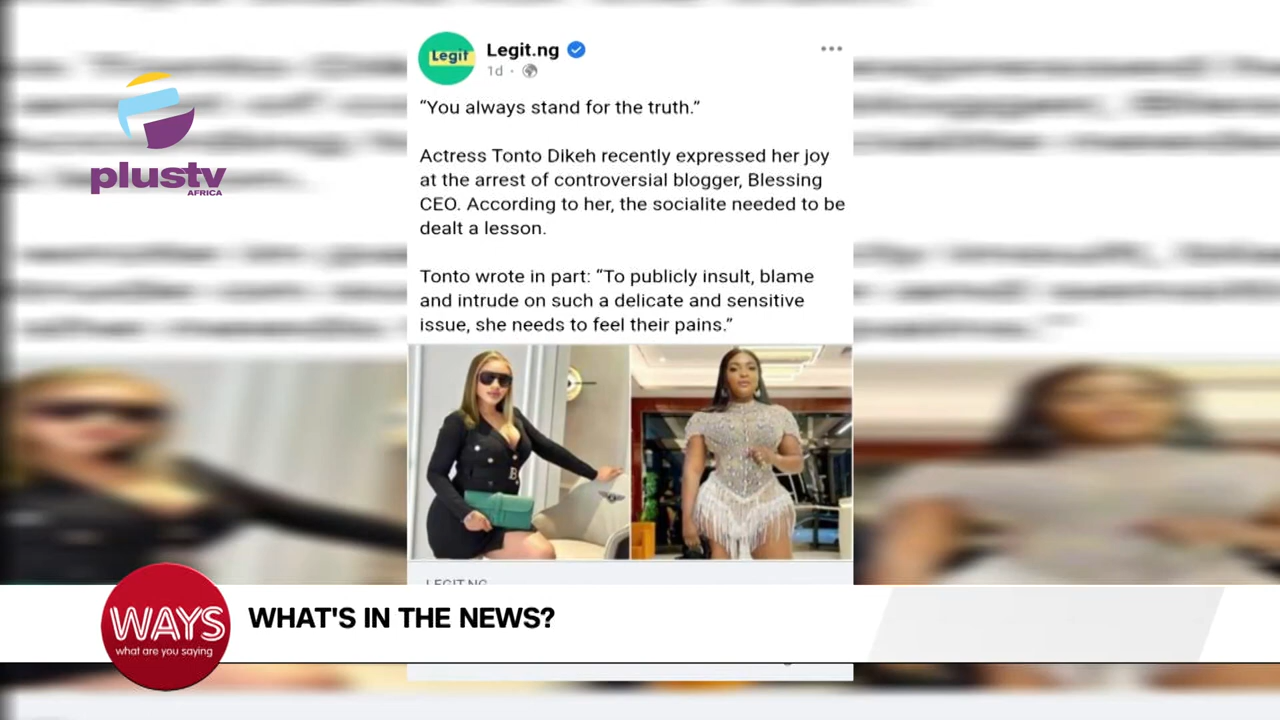 Legit
Legit.ng
1d ·
“You always stand for the truth.”
Actress Tonto Dikeh recently expressed her joy
at the arrest of controversial blogger, Blessing
CEO. According to her, the socialite needed to be
dealt a lesson.
Tonto wrote in part: “To publicly insult, blame
and intrude on such a delicate and sensitive
issue, she needs to feel their pains.”
plustv
AFRICA
B
LEGIT.NG
WAYS
what are you saying
WHAT'S IN THE NEWS?